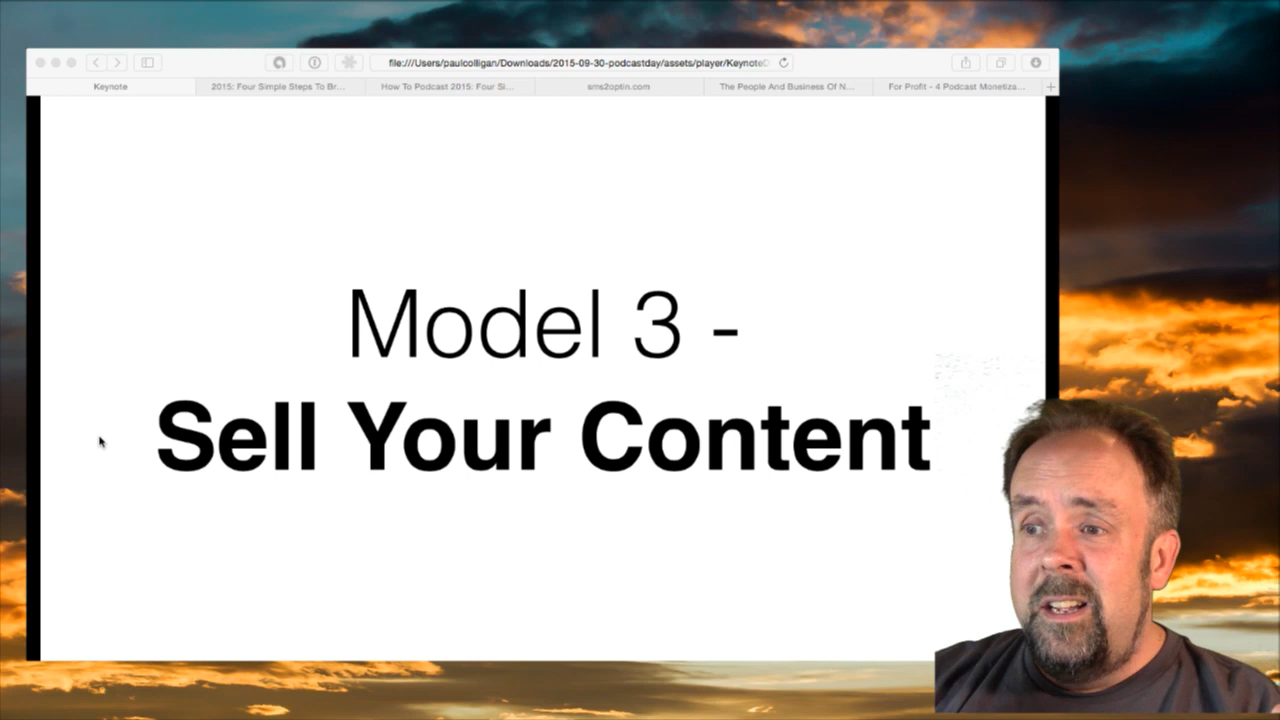 file:///Users/paulcolligan/Downloads/2015-09-30-podcastday/assets/player/Keynote
Keynote
2015: Four Simple Steps To Br...
How To Podcast 2015: Four Si...
sms2optin.com
The People And Business Of N...
For Profit - 4 Podcast Monetiza...
Model 3 -
Sell Your Content